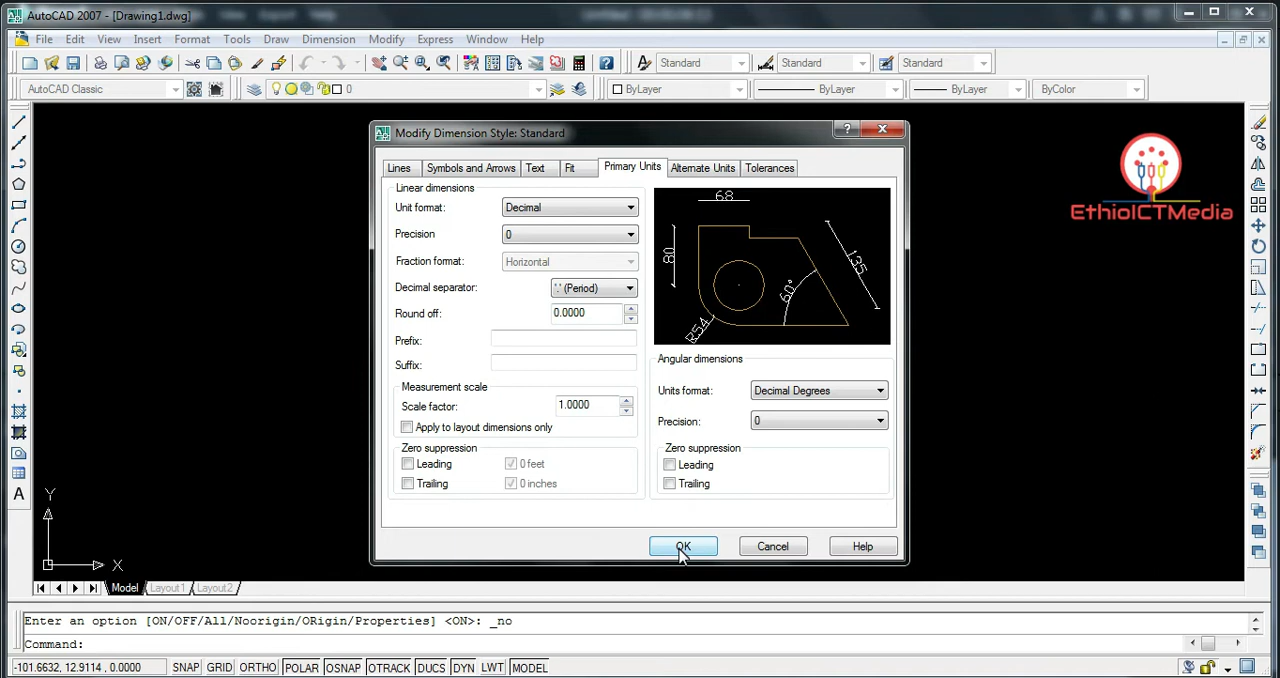 AutoCAD 2007 - [Drawing1.dwg]
File Edit View Insert Format Tools Draw Dimension Modify Express Window Help
Standard Standard Standard
AutoCAD Classic 0 ByLayer ByLayer ByLayer ByColor
Modify Dimension Style: Standard
Lines Symbols and Arrows Text Fit Primary Units Alternate Units Tolerances
Linear dimensions
Unit format: Decimal
Precision 0
Fraction format: Horizontal
Decimal separator: '.' (Period)
Round off: 0.0000
Prefix:
Suffix:
Measurement scale
Scale factor: 1.0000
Apply to layout dimensions only
Zero suppression
Leading 0 feet
Trailing 0 inches
68
80
135
60°
R54
Angular dimensions
Units format: Decimal Degrees
Precision: 0
Zero suppression
Leading
Trailing
OK Cancel Help
EthioICTMedia
Y
X
Model Layout1 Layout2
Enter an option [ON/OFF/All/Noorigin/ORigin/Properties] <ON>: _no
Command:
-101.6632, 12.9114 , 0.0000 SNAP GRID ORTHO POLAR OSNAP OTRACK DUCS DYN LWT MODEL